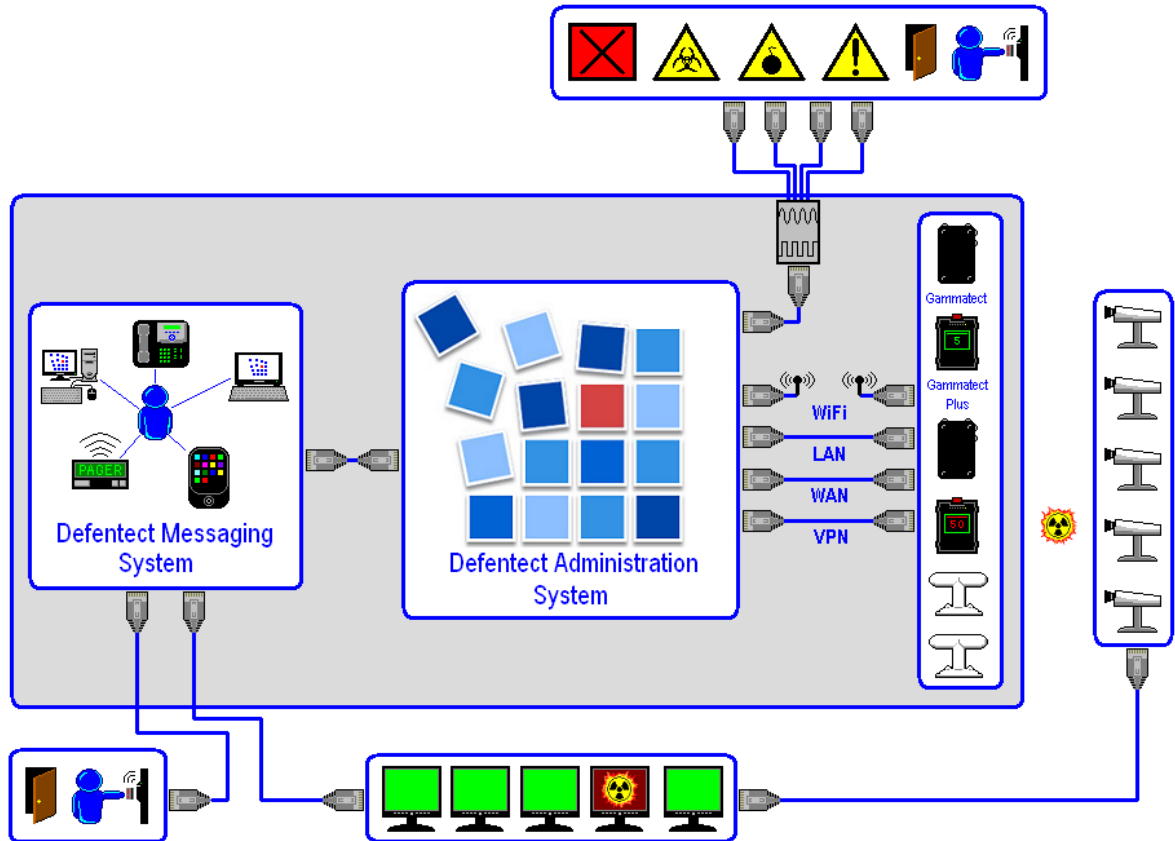 Gammatect
5
Gammatect
Plus
WiFi
LAN
WAN
VPN
50
PAGER
Defentect Messaging
System
Defentect Administration
System